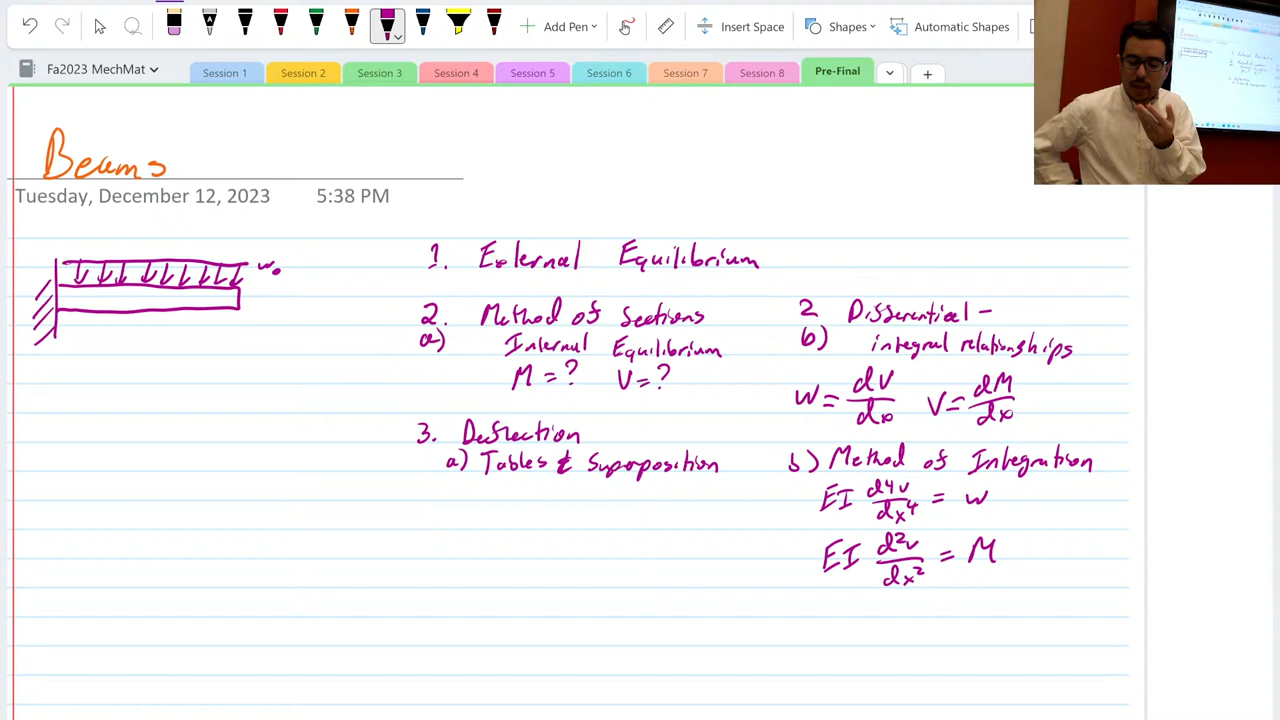 Add Pen
Insert Space
Shapes
Automatic Shapes
Fa2023 MechMat
Session 1
Session 2
Session 3
Session 4
Session 5
Session 6
Session 7
Session 8
Pre-Final
Beams
Tuesday, December 12, 2023 5:38 PM
w₀
1. External Equilibrium
2. Method of Sections
a) Internal Equilibrium
M = ? V = ?
2 Differential -
b) integral relationships
w = dV/dx V = dM/dx
3. Deflection
a) Tables & Superposition
b) Method of Integration
EI d4v/dx⁴ = w
EI d²v/dx² = M